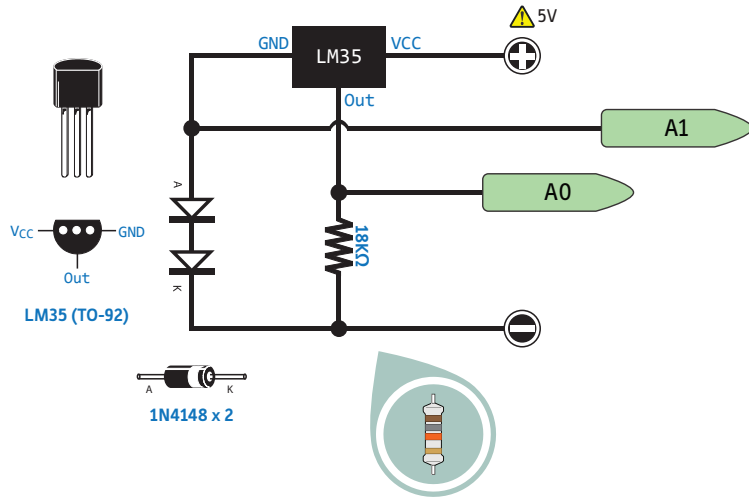 5V
GND
LM35
VCC
Out
A1
A
A0
18KΩ
VCC
GND
K
Out
LM35 (TO-92)
A
K
1N4148 x 2